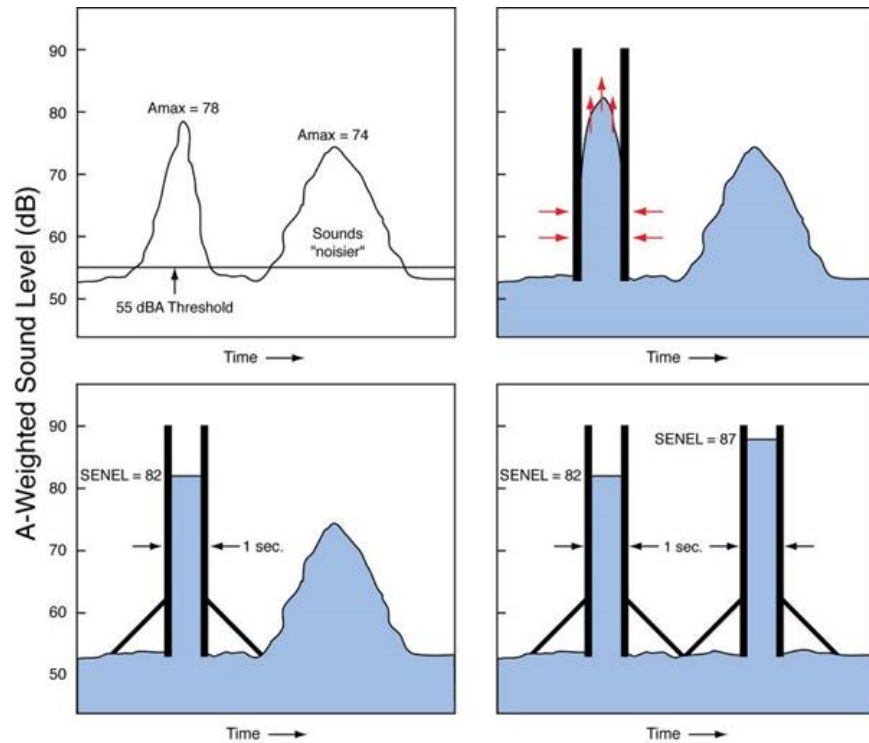 A-Weighted Sound Level (dB)
90
80
70
60
50
Amax = 78
Amax = 74
Sounds
"noisier"
55 dBA Threshold
Time
Time
90
80
70
60
50
SENEL = 82
1 sec.
Time
SENEL = 87
SENEL = 82
1 sec.
Time